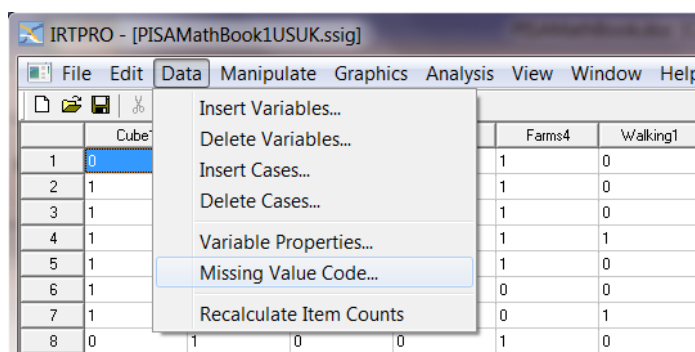 IRTPRO - [PISAMathBook1USUK.ssig]
File Edit Data Manipulate Graphics Analysis View Window Help
Insert Variables...
Delete Variables...
Insert Cases...
Delete Cases...
Variable Properties...
Missing Value Code...
Recalculate Item Counts
Farms4 Walking1
1 0 1 0
2 1 1 0
3 1 1 0
4 1 1 1
5 1 1 0
6 1 0 0
7 1 0 1
8 0 1 0 0 1 0